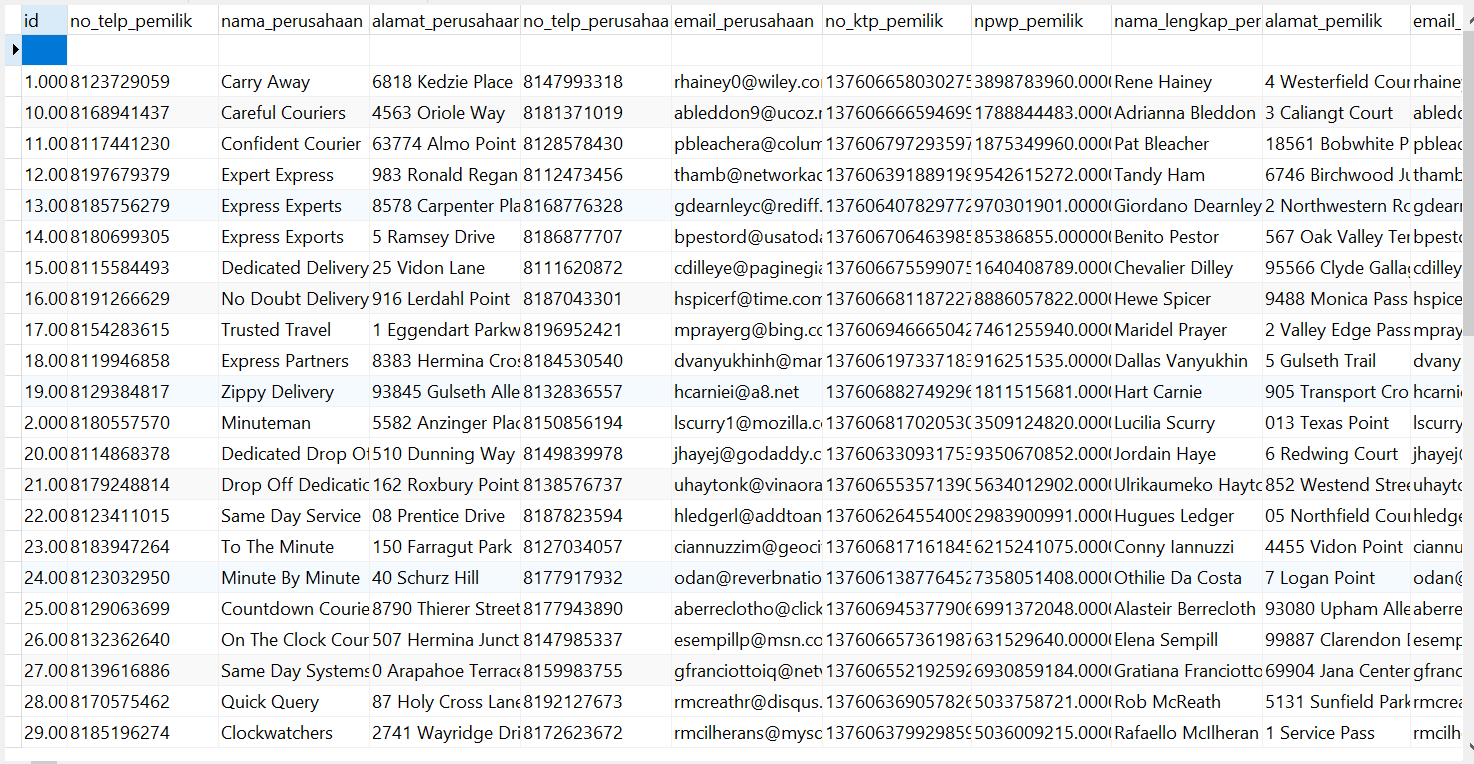 id no_telp_pemilik nama_perusahaan alamat_perusahaan no_telp_perusahaa email_perusahaan no_ktp_pemilik npwp_pemilik nama_lengkap_per alamat_pemilik email_
1.000 8123729059 Carry Away 6818 Kedzie Place 8147993318 rhainey0@wiley.co 137606658030275 3898783960.0000 Rene Hainey 4 Westerfield Cour rhaine
10.00 8168941437 Careful Couriers 4563 Oriole Way 8181371019 ableddon9@ucoz.r 137606666594699 1788844483.0000 Adrianna Bleddon 3 Caliangt Court abledd
11.00 8117441230 Confident Courier 63774 Almo Point 8128578430 pbleachera@colum 137606797293597 1875349960.0000 Pat Bleacher 18561 Bobwhite P pbleac
12.00 8197679379 Expert Express 983 Ronald Regan 8112473456 thamb@networkac 137606391889198 9542615272.0000 Tandy Ham 6746 Birchwood Ju thamb
13.00 8185756279 Express Experts 8578 Carpenter Pla 8168776328 gdearnleyc@rediff. 137606407829772 970301901.00000 Giordano Dearnley 2 Northwestern Ro gdearn
14.00 8180699305 Express Exports 5 Ramsey Drive 8186877707 bpestord@usatoda 137606706463985 85386855.000000 Benito Pestor 567 Oak Valley Ter bpesto
15.00 8115584493 Dedicated Delivery 25 Vidon Lane 8111620872 cdilleye@paginegia 137606675599075 1640408789.0000 Chevalier Dilley 95566 Clyde Gallag cdilley
16.00 8191266629 No Doubt Delivery 916 Lerdahl Point 8187043301 hspicerf@time.com 137606681187227 8886057822.0000 Hewe Spicer 9488 Monica Pass hspice
17.00 8154283615 Trusted Travel 1 Eggendart Parkw 8196952421 mprayerg@bing.co 137606946665042 7461255940.0000 Maridel Prayer 2 Valley Edge Pass mpray
18.00 8119946858 Express Partners 8383 Hermina Cros 8184530540 dvanyukhinh@mar 137606197337183 916251535.00000 Dallas Vanyukhin 5 Gulseth Trail dvany
19.00 8129384817 Zippy Delivery 93845 Gulseth Alle 8132836557 hcarniei@a8.net 137606882749296 1811515681.0000 Hart Carnie 905 Transport Cro hcarni
2.000 8180557570 Minuteman 5582 Anzinger Plac 8150856194 lscurry1@mozilla.c 137606817020530 3509124820.0000 Lucilia Scurry 013 Texas Point lscurry
20.00 8114868378 Dedicated Drop Of 510 Dunning Way 8149839978 jhayej@godaddy.c 137606330931753 9350670852.0000 Jordain Haye 6 Redwing Court jhayej
21.00 8179248814 Drop Off Dedicatic 162 Roxbury Point 8138576737 uhaytonk@vinaora 137606553571390 5634012902.0000 Ulrikaumeko Hayto 852 Westend Stree uhayto
22.00 8123411015 Same Day Service 08 Prentice Drive 8187823594 hledgerl@addtoan 137606264554009 2983900991.0000 Hugues Ledger 05 Northfield Cour hledge
23.00 8183947264 To The Minute 150 Farragut Park 8127034057 ciannuzzim@geoci 137606817161845 6215241075.0000 Conny Iannuzzi 4455 Vidon Point ciannu
24.00 8123032950 Minute By Minute 40 Schurz Hill 8177917932 odan@reverbnatio 137606138776452 7358051408.0000 Othilie Da Costa 7 Logan Point odan@
25.00 8129063699 Countdown Courie 8790 Thierer Street 8177943890 aberreclotho@click 137606945377906 6991372048.0000 Alasteir Berrecloth 93080 Upham Alle aberre
26.00 8132362640 On The Clock Cour 507 Hermina Junct 8147985337 esempillp@msn.co 137606657361987 631529640.00000 Elena Sempill 99887 Clarendon esemp
27.00 8139616886 Same Day Systems 0 Arapahoe Terrace 8159983755 gfranciottoiq@netv 137606552192592 6930859184.0000 Gratiana Franciotto 69904 Jana Center gfranc
28.00 8170575462 Quick Query 87 Holy Cross Lane 8192127673 rmcreathr@disqus. 137606369057826 5033758721.0000 Rob McReath 5131 Sunfield Park rmcrea
29.00 8185196274 Clockwatchers 2741 Wayridge Dri 8172623672 rmcilherans@mysc 137606379929859 5036009215.0000 Rafaello McIlheran 1 Service Pass rmcilh